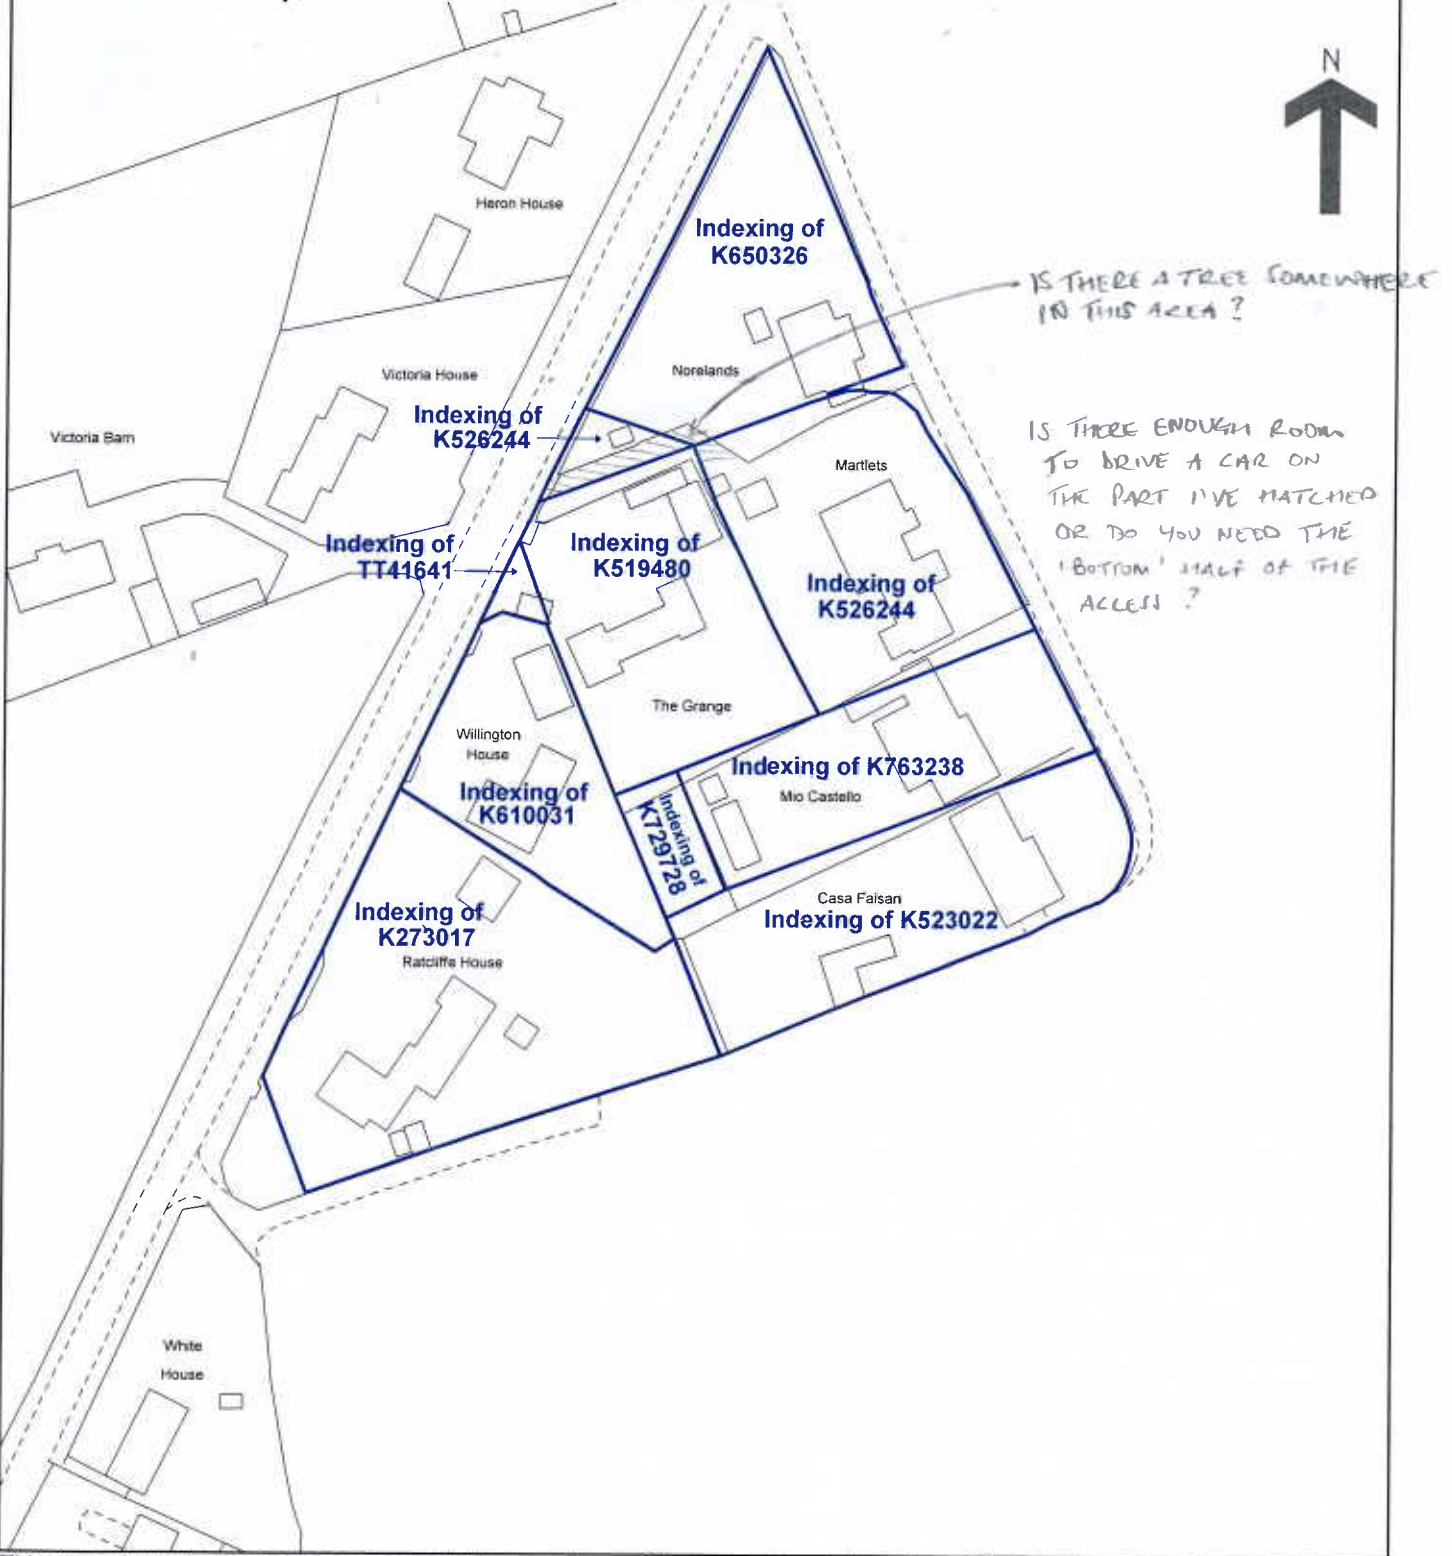 N
Heron House
Indexing of
K650326
IS THERE A TREE SOMEWHERE
IN THIS AREA ?
Norelands
Victoria House
Indexing of
K526244
Victoria Barn
IS THERE ENOUGH ROOM
TO DRIVE A CAR ON
THE PART I'VE HATCHED
OR DO YOU NEED THE
'BOTTOM' HALF OF THE
ACCESS ?
Martlets
Indexing of
TT41641
Indexing of
K519480
Indexing of
K526244
The Grange
Willington
House
Indexing of
K610031
Indexing of K763238
Mio Castello
Indexing of
K729728
Casa Faisan
Indexing of K523022
Indexing of
K273017
Ratcliffe House
White
House